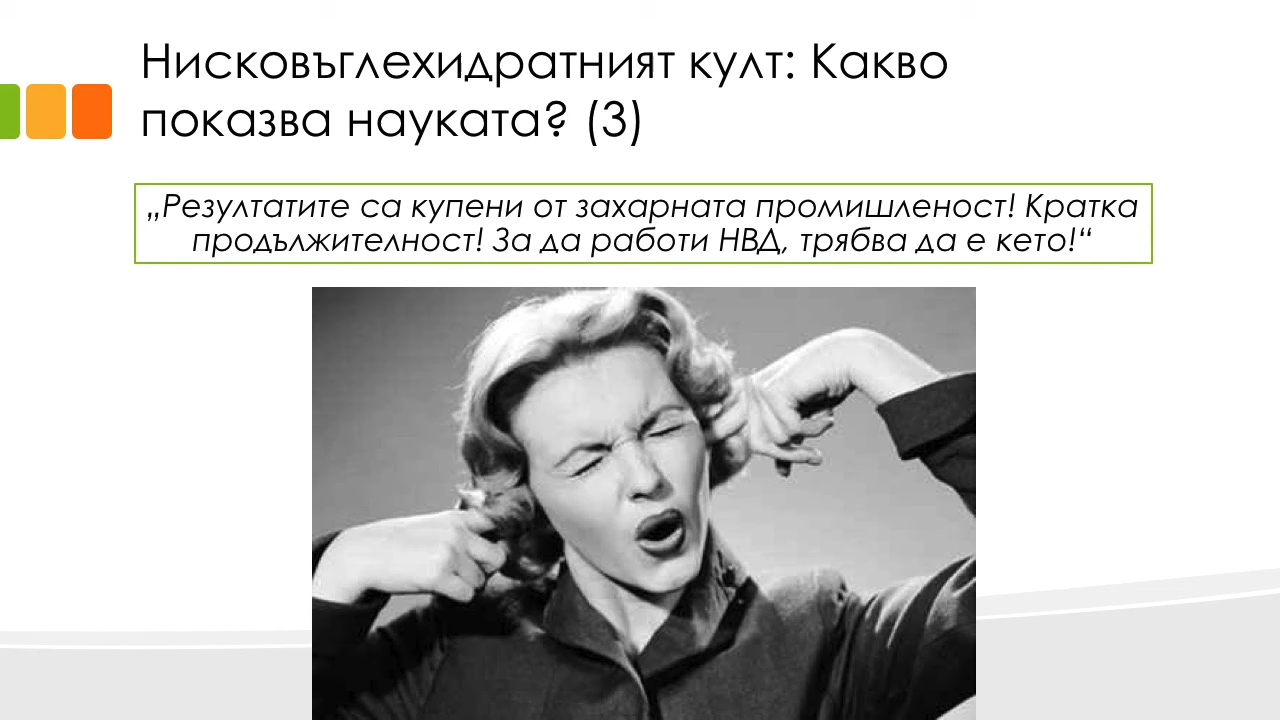 Нисковъглехидратният култ: Какво
показва науката? (3)
„Резултатите са купени от захарната промишленост! Кратка
продължителност! За да работи НВД, трябва да е кето!“